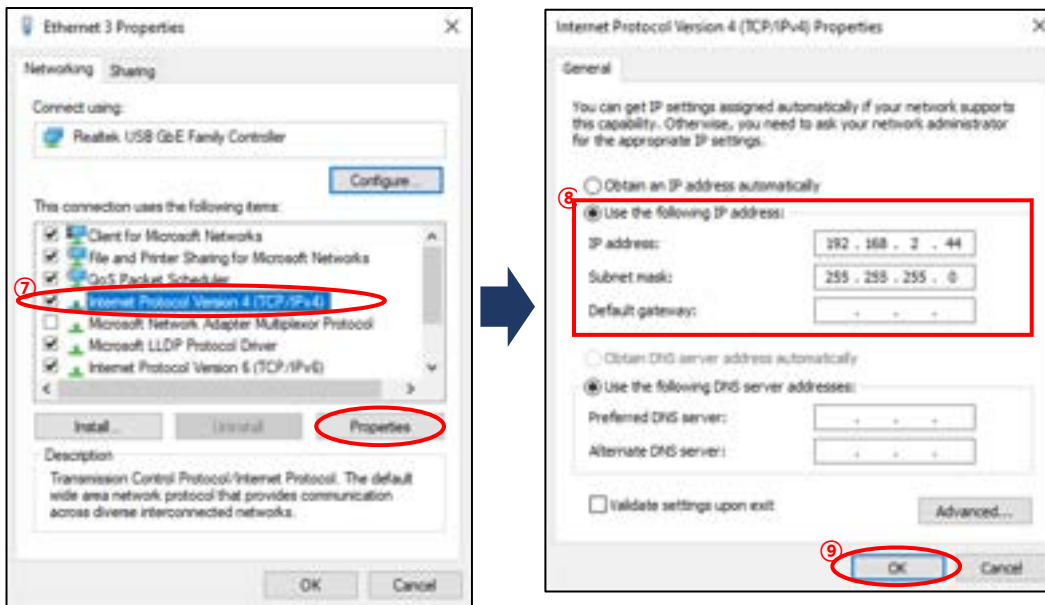 Ethernet 3 Properties
Networking
Sharing
Connect using:
Realtek USB GbE Family Controller
Configure...
This connection uses the following items:
Client for Microsoft Networks
File and Printer Sharing for Microsoft Networks
QoS Packet Scheduler
⑦
Internet Protocol Version 4 (TCP/IPv4)
Microsoft Network Adapter Multiplexor Protocol
Microsoft LLDP Protocol Driver
Internet Protocol Version 6 (TCP/IPv6)
Install...
Uninstall
Properties
Description
Transmission Control Protocol/Internet Protocol. The default
wide area network protocol that provides communication
across diverse interconnected networks.
OK
Cancel
Internet Protocol Version 4 (TCP/IPv4) Properties
General
You can get IP settings assigned automatically if your network supports
this capability. Otherwise, you need to ask your network administrator
for the appropriate IP settings.
Obtain an IP address automatically
⑧
Use the following IP address:
IP address:
192 . 168 . 2 . 44
Subnet mask:
255 . 255 . 255 . 0
Default gateway:
. . .
Obtain DNS server address automatically
Use the following DNS server addresses:
Preferred DNS server:
. . .
Alternate DNS server:
. . .
Validate settings upon exit
Advanced...
⑨
OK
Cancel